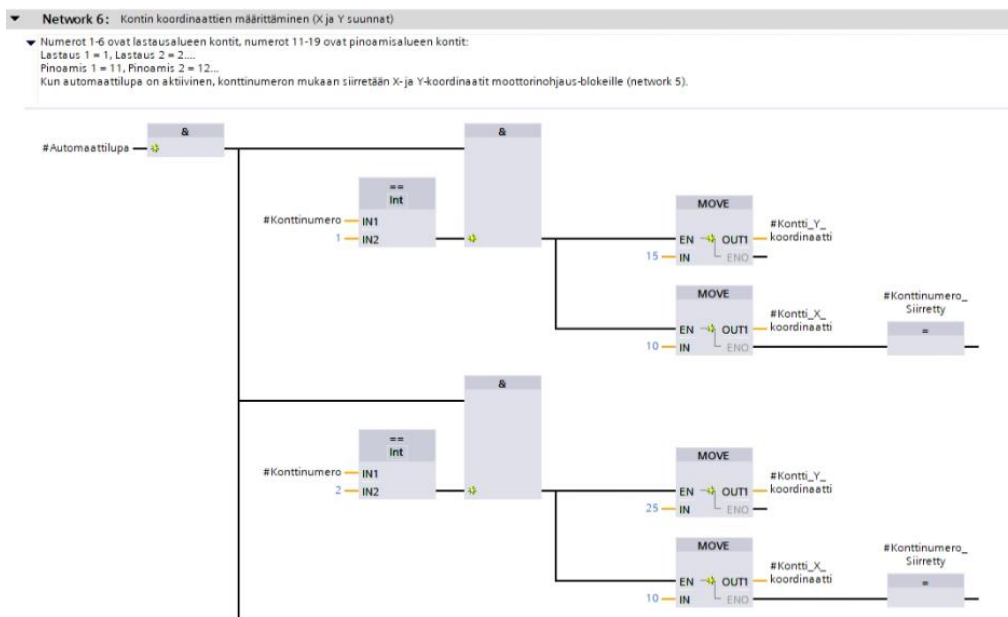 Network 6: Kontin koordinaattien määrittäminen (X ja Y suunnat)
Numerot 1-6 ovat lastausalueen kontit, numerot 11-19 ovat pinoamisalueen kontit:
Lastaus 1 = 1, Lastaus 2 = 2....
Pinoamis 1 = 11, Pinoamis 2 = 12...
Kun automaattilupa on aktiivinen, konttinumeron mukaan siirretään X- ja Y-koordinaatit moottorinohjaus-blokeille (network 5).
&
&
#Automaattilupa
==
Int
#Konttinumero
IN1
1
IN2
MOVE
#Kontti_Y_
koordinaatti
EN
OUT1
15
IN
ENO
MOVE
#Konttinumero_
Siirretty
#Kontti_X_
koordinaatti
=
EN
OUT1
10
IN
ENO
&
==
Int
#Konttinumero
IN1
2
IN2
MOVE
#Kontti_Y_
koordinaatti
EN
OUT1
25
IN
ENO
MOVE
#Konttinumero_
Siirretty
#Kontti_X_
koordinaatti
=
EN
OUT1
10
IN
ENO